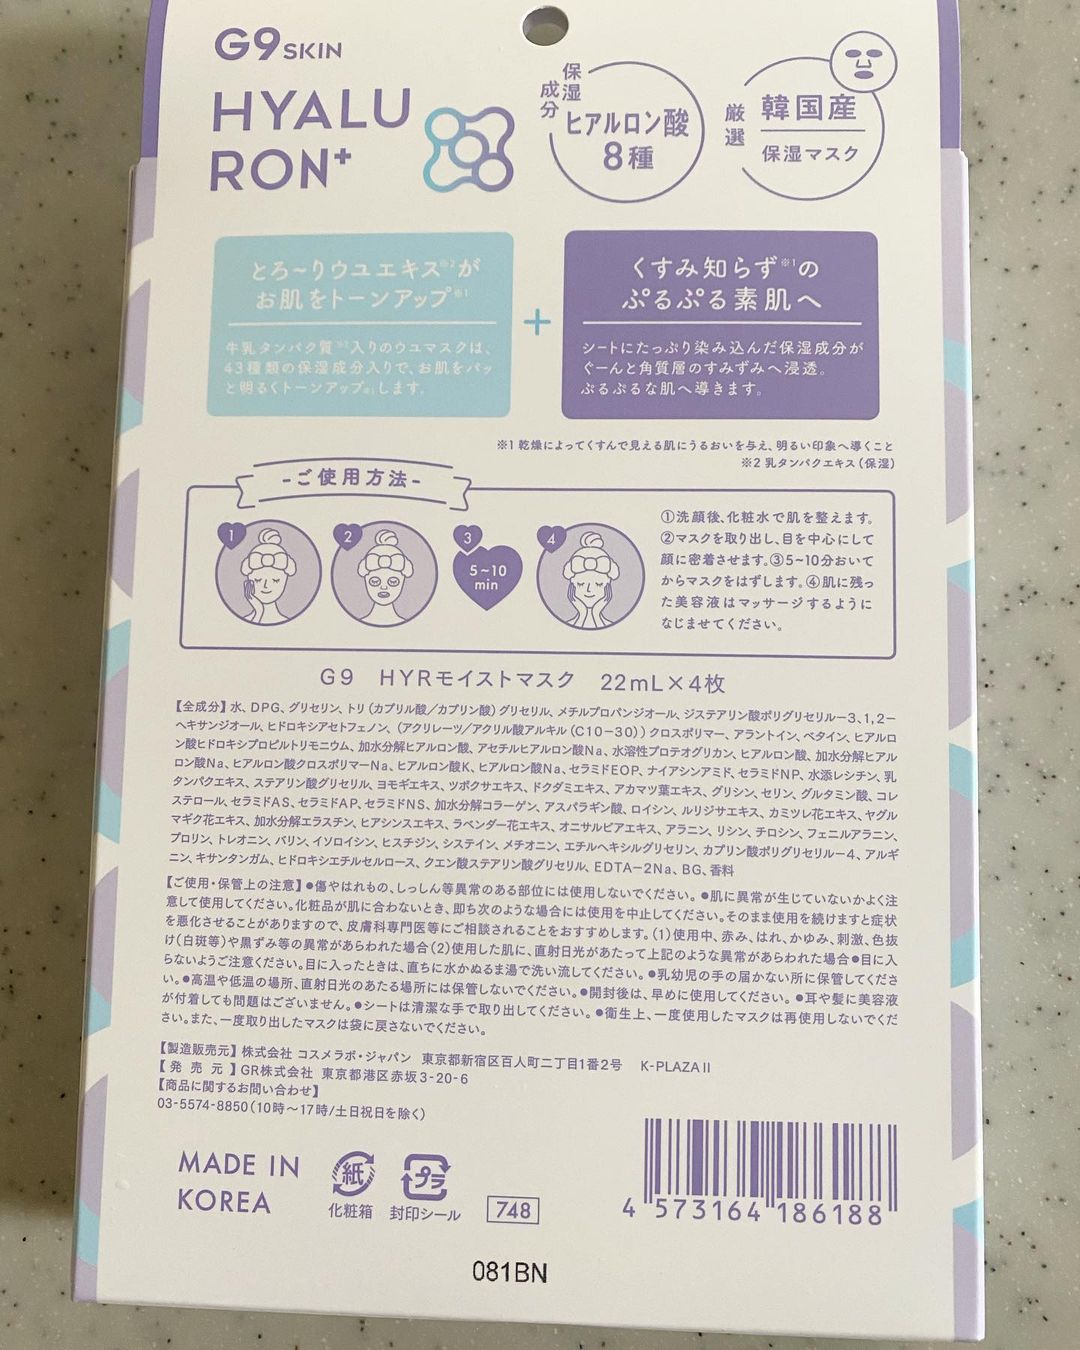 G9 SKIN
HYALU
RON+
保湿
成分
ヒアルロン酸
8種
厳選
韓国産
保湿マスク
とろ~りウユエキス※2が
お肌をトーンアップ※1
牛乳タンパク質※2入りのウユマスクは、
43種類の保湿成分入りで、お肌をパッ
と明るくトーンアップ※1します。
+
くすみ知らず※1の
ぷるぷる素肌へ
シートにたっぷり染み込んだ保湿成分が
ぐーんと角質層のすみずみへ浸透。
ぷるぷるな肌へ導きます。
※1 乾燥によってくすんで見える肌にうるおいを与え、明るい印象へ導くこと
※2 乳タンパクエキス(保湿)
-ご使用方法-
1
2
3
5~10
min
4
①洗顔後、化粧水で肌を整えます。
②マスクを取り出し、目を中心にして
顔に密着させます。③5~10分おいて
からマスクをはずします。④肌に残っ
た美容液はマッサージするように
なじませてください。
G9 HYRモイストマスク 22mL×4枚
【全成分】水、DPG、グリセリン、トリ(カプリル酸/カプリン酸)グリセリル、メチルプロパンジオール、ジステアリン酸ポリグリセリル-3、1,2-
ヘキサンジオール、ヒドロキシアセトフェノン、(アクリレーツ/アクリル酸アルキル(C10-30))クロスポリマー、アラントイン、ベタイン、ヒアルロ
ン酸ヒドロキシプロピルトリモニウム、加水分解ヒアルロン酸、アセチルヒアルロン酸Na、水溶性プロテオグリカン、ヒアルロン酸、加水分解ヒアル
ロン酸Na、ヒアルロン酸クロスポリマーNa、ヒアルロン酸K、ヒアルロン酸Na、セラミドEOP、ナイアシンアミド、セラミドNP、水添レシチン、乳
タンパクエキス、ステアリン酸グリセリル、ヨモギエキス、ツボクサエキス、ドクダミエキス、アカマツ葉エキス、グリシン、セリン、グルタミン酸、コレ
ステロール、セラミドAS、セラミドAP、セラミドNS、加水分解コラーゲン、アスパラギン酸、ロイシン、ルリジサエキス、カミツレ花エキス、ヤグル
マギク花エキス、加水分解エラスチン、ヒアシンスエキス、ラベンダー花エキス、オニサルビアエキス、アラニン、リシン、チロシン、フェニルアラニン、
プロリン、トレオニン、バリン、イソロイシン、ヒスチジン、システイン、メチオニン、エチルヘキシルグリセリン、カプリン酸ポリグリセリル-4、アルギ
ニン、キサンタンガム、ヒドロキシエチルセルロース、クエン酸ステアリン酸グリセリル、EDTA-2Na、BG、香料
【ご使用・保管上の注意】●傷やはれもの、しっしん等異常のある部位には使用しないでください。●肌に異常が生じていないかよく注
意して使用してください。化粧品が肌に合わないとき、即ち次のような場合には使用を中止してください。そのまま使用を続けますと症状
を悪化させることがありますので、皮膚科専門医等にご相談されることをおすすめします。(1)使用中、赤み、はれ、かゆみ、刺激、色抜
け(白斑等)や黒ずみ等の異常があらわれた場合(2)使用した肌に、直射日光があたって上記のような異常があらわれた場合●目に入
らないようご注意ください。目に入ったときは、直ちに水かぬるま湯で洗い流してください。●乳幼児の手の届かない所に保管してくださ
い。●高温や低温の場所、直射日光のあたる場所には保管しないでください。●開封後は、早めに使用してください。●耳や髪に美容液
が付着しても問題はございません。●シートは清潔な手で取り出してください。●衛生上、一度使用したマスクは再使用しないでくだ
さい。また、一度取り出したマスクは袋に戻さないでください。
【製造販売元】株式会社 コスメラボ・ジャパン 東京都新宿区百人町二丁目1番2号 K-PLAZAⅡ
【発売元】GR株式会社 東京都港区赤坂3-20-6
【商品に関するお問い合わせ】
03-5574-8850(10時~17時/土日祝日を除く)
MADE IN
KOREA
紙
化粧箱
プラ
封印シール
748
4 573164 186188
081BN